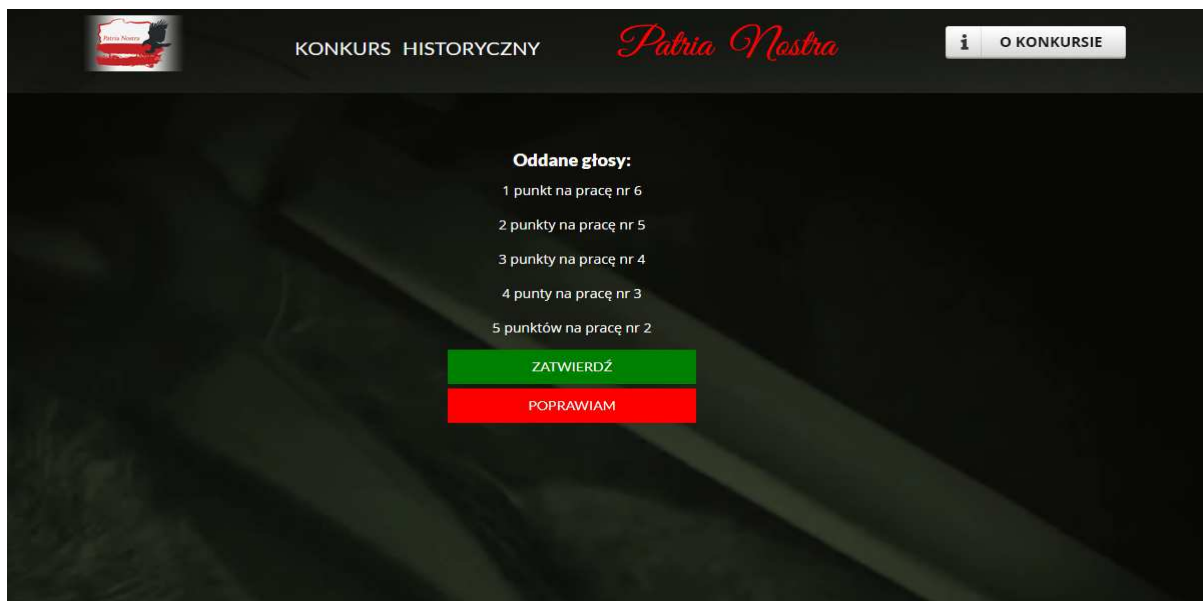 Patria Nostra
KONKURS HISTORYCZNY
Patria Nostra
i O KONKURSIE
Oddane głosy:
1 punkt na pracę nr 6
2 punkty na pracę nr 5
3 punkty na pracę nr 4
4 punty na pracę nr 3
5 punktów na pracę nr 2
ZATWIERDŹ
POPRAWIAM